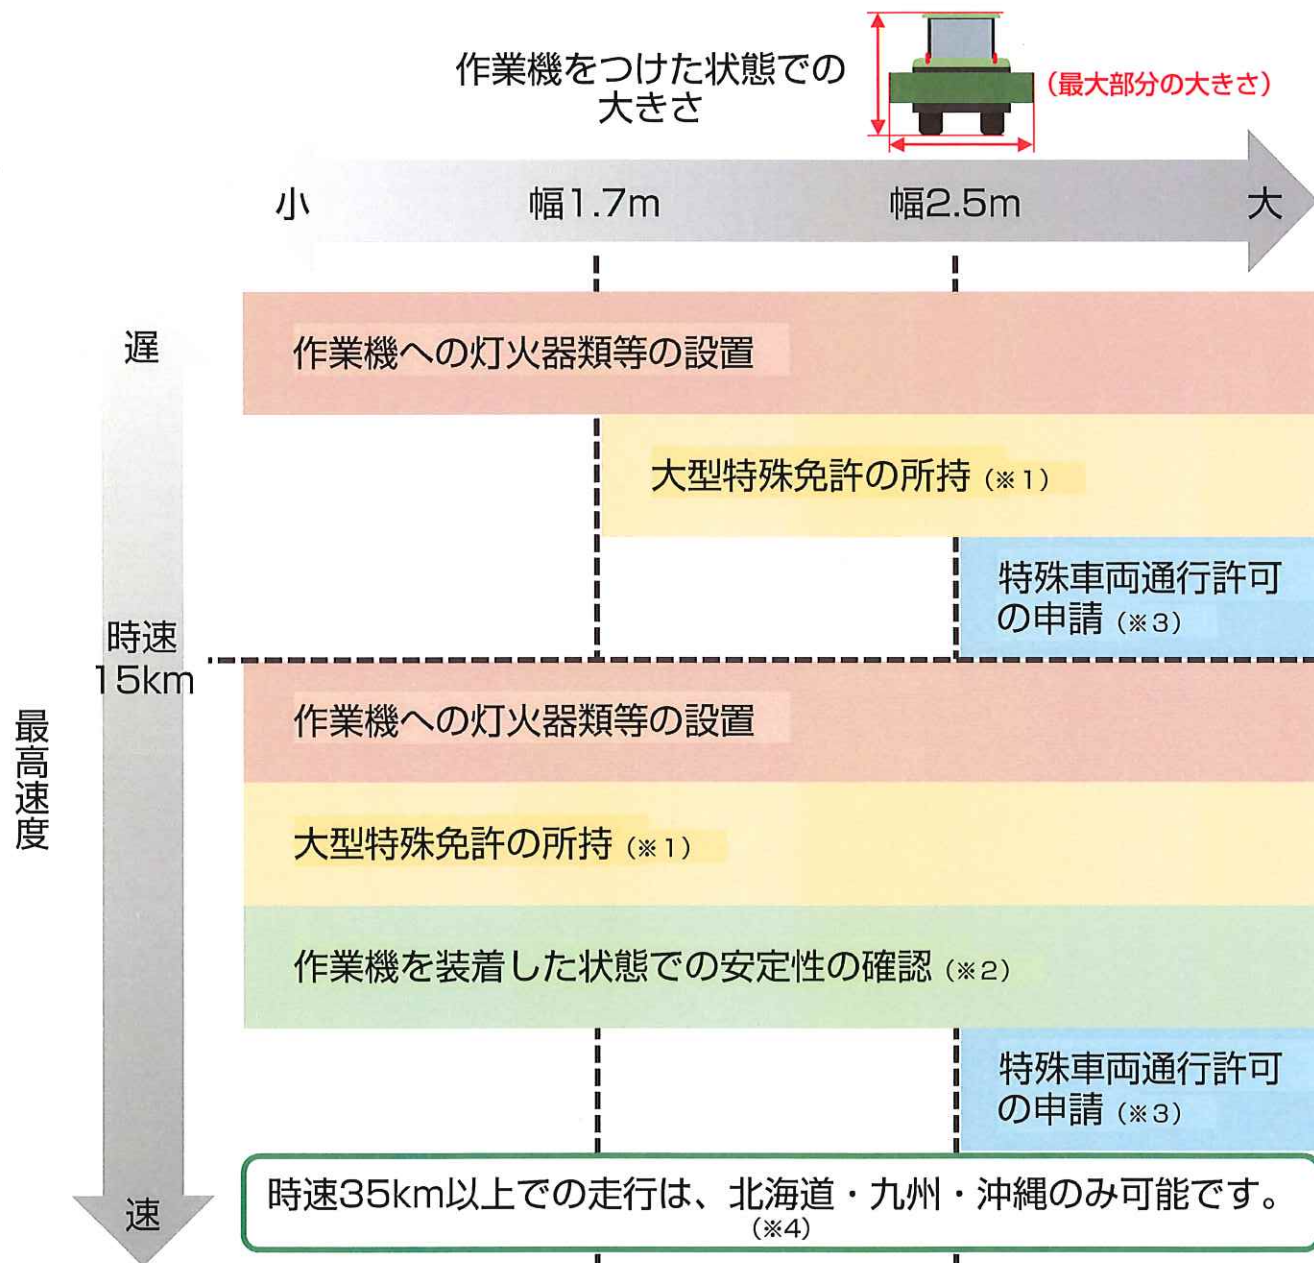 作業機をつけた状態での
大きさ
(最大部分の大きさ)
小
幅1.7m
幅2.5m
大
遅
作業機への灯火器類等の設置
大型特殊免許の所持（※1）
特殊車両通行許可
の申請（※3）
時速
15km
最高速度
作業機への灯火器類等の設置
大型特殊免許の所持（※1）
作業機を装着した状態での安定性の確認（※2）
特殊車両通行許可
の申請（※3）
速
時速35km以上での走行は、北海道・九州・沖縄のみ可能です。
（※4）